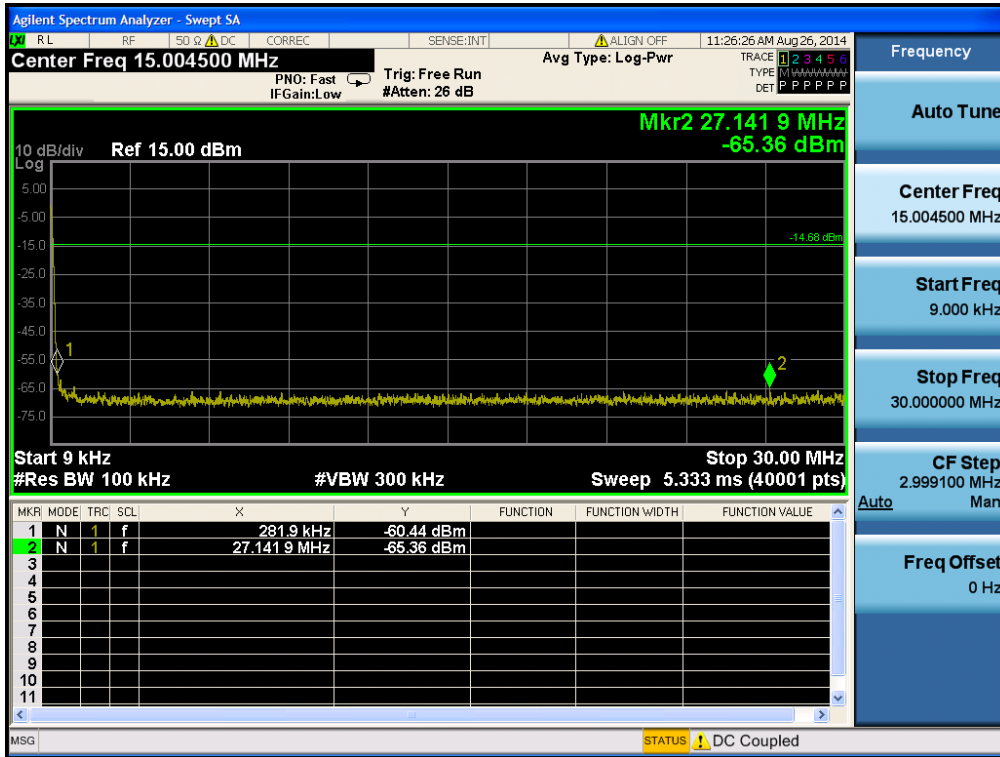 Agilent Spectrum Analyzer - Swept SA
LXI RL RF 50 Ω DC CORREC SENSE:INT ALIGN OFF 11:26:26 AM Aug 26, 2014
Center Freq 15.004500 MHz
PNO: Fast
IFGain:Low
Trig: Free Run
#Atten: 26 dB
Avg Type: Log-Pwr
TRACE 1 2 3 4 5 6
TYPE M
DET P P P P P P
Mkr2 27.141 9 MHz
-65.36 dBm
10 dB/div Ref 15.00 dBm
Log
5.00
-5.00
-15.0
-14.68 dBm
-25.0
-35.0
-45.0
-55.0
-65.0
-75.0
1
2
Start 9 kHz Stop 30.00 MHz
#Res BW 100 kHz #VBW 300 kHz Sweep 5.333 ms (40001 pts)
MKR MODE TRC SCL X Y FUNCTION FUNCTION WIDTH FUNCTION VALUE
1 N 1 f 281.9 kHz -60.44 dBm
2 N 1 f 27.141 9 MHz -65.36 dBm
3
4
5
6
7
8
9
10
11
MSG STATUS DC Coupled
Frequency
Auto Tune
Center Freq
15.004500 MHz
Start Freq
9.000 kHz
Stop Freq
30.000000 MHz
CF Step
2.999100 MHz
Auto Man
Freq Offset
0 Hz